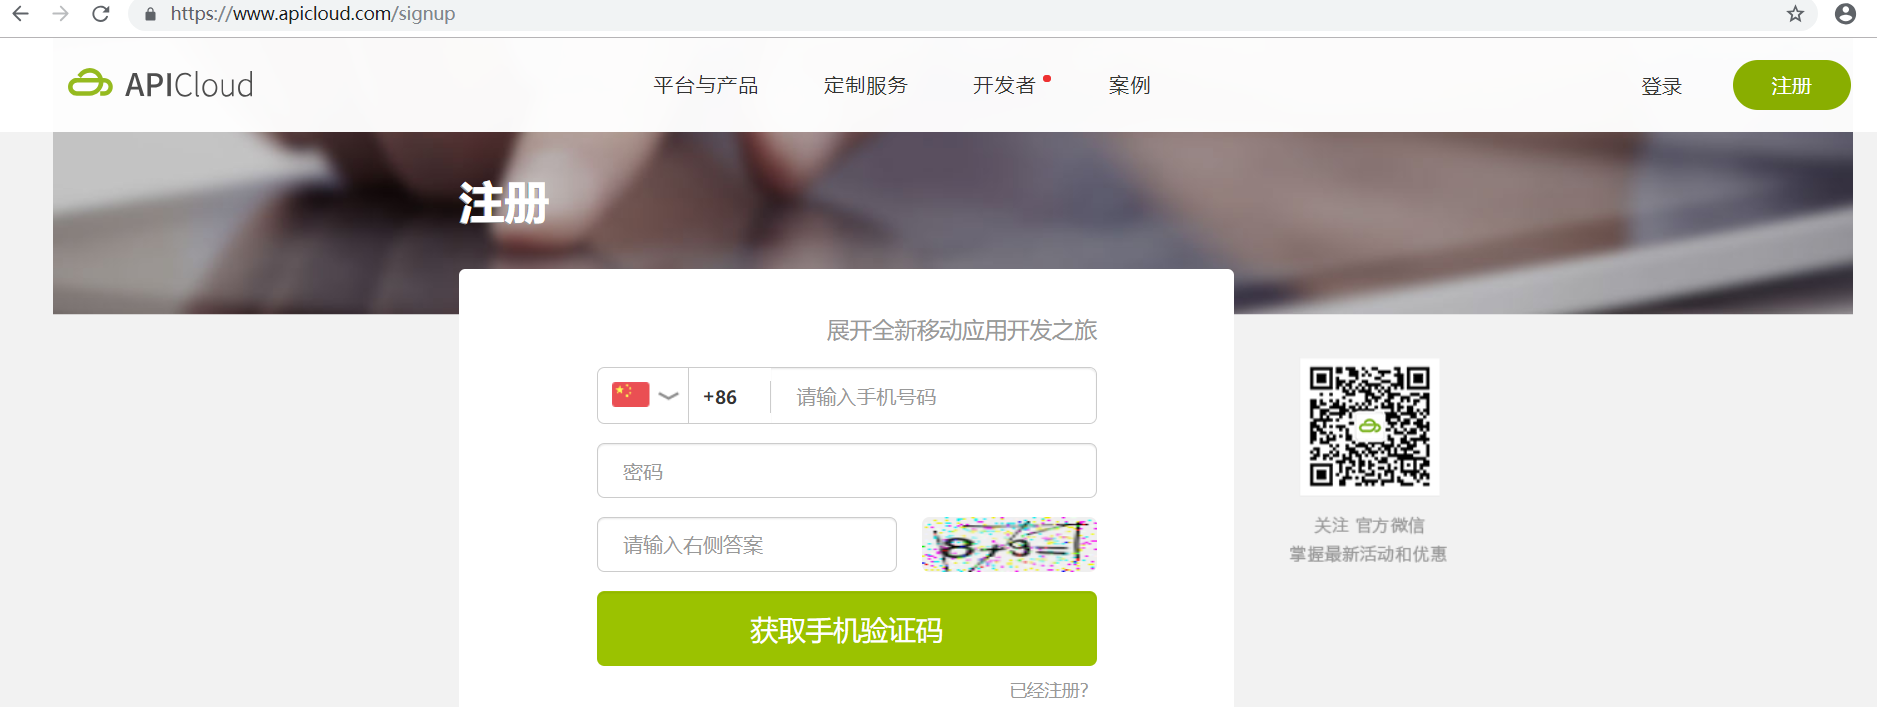 https://www.apicloud.com/signup
APICloud
平台与产品
定制服务
开发者
案例
登录
注册
注册
展开全新移动应用开发之旅
+86
请输入手机号码
密码
请输入右侧答案
8+9=
获取手机验证码
已经注册?
关注 官方微信
掌握最新活动和优惠